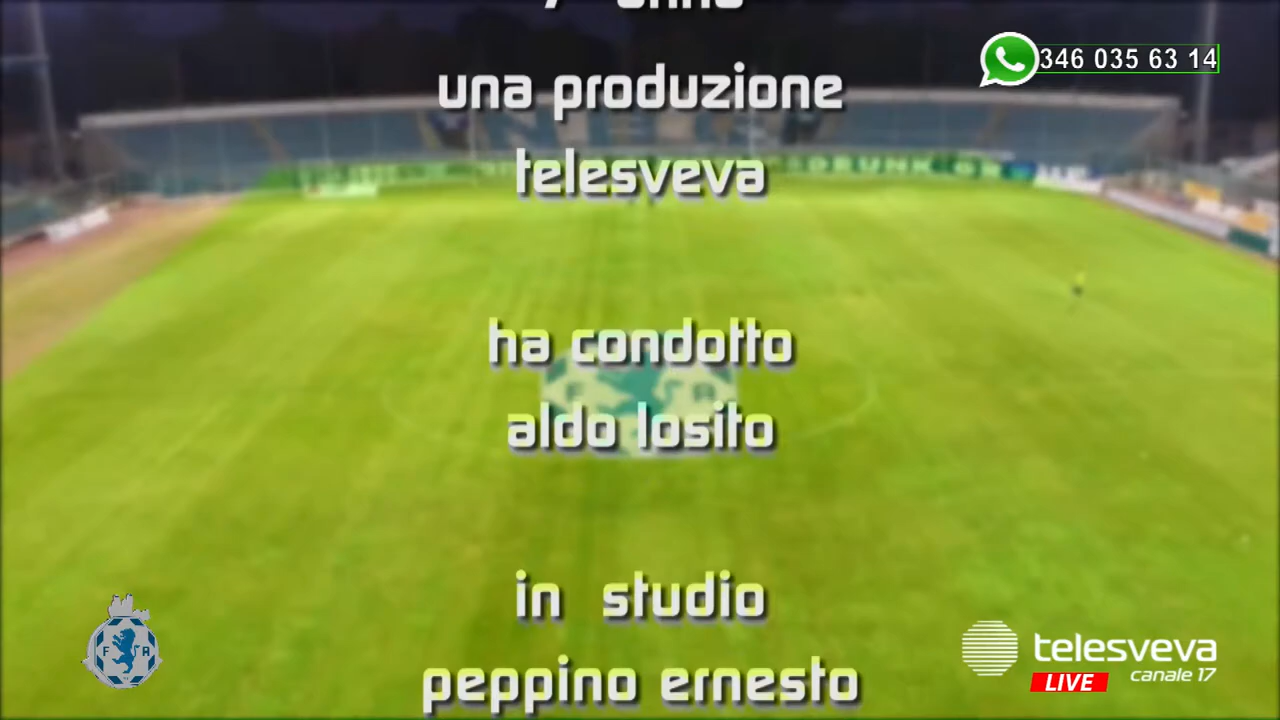 346 035 63 14
una produzione
telesveva
ha condotto
F A
aldo losito
in studio
peppino ernesto
F A
telesveva
canale 17
LIVE